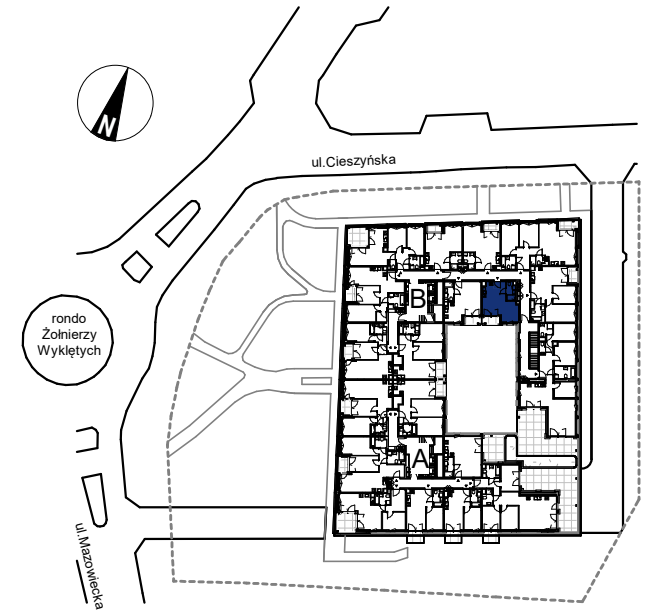 N
ul.Cieszyńska
rondo
Żołnierzy
Wyklętych
B
A
ul.Mazowiecka